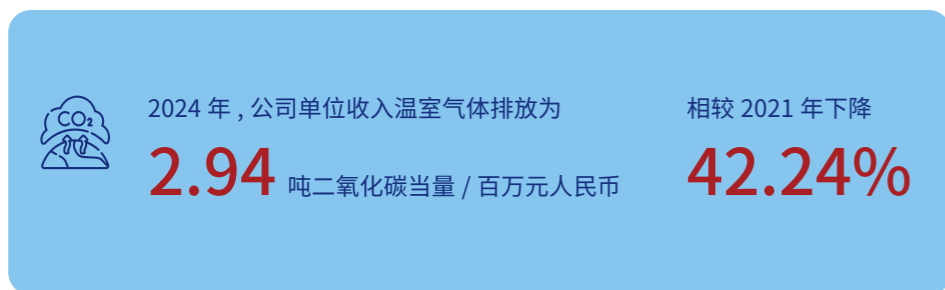 CO₂
2024 年 , 公司单位收入温室气体排放为
2.94 吨二氧化碳当量 / 百万元人民币
相较 2021 年下降
42.24%